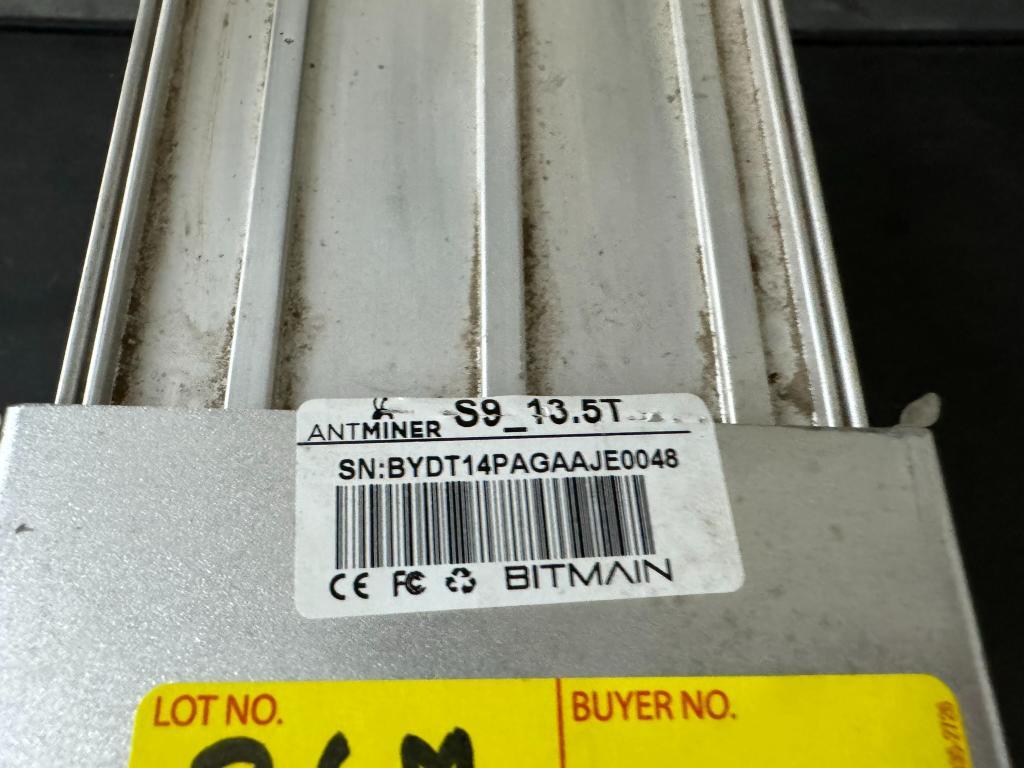 ANTMINER S9_13.5T
SN:BYDT14PAGAAJE0048
CE FC BITMAIN
LOT NO. BUYER NO.